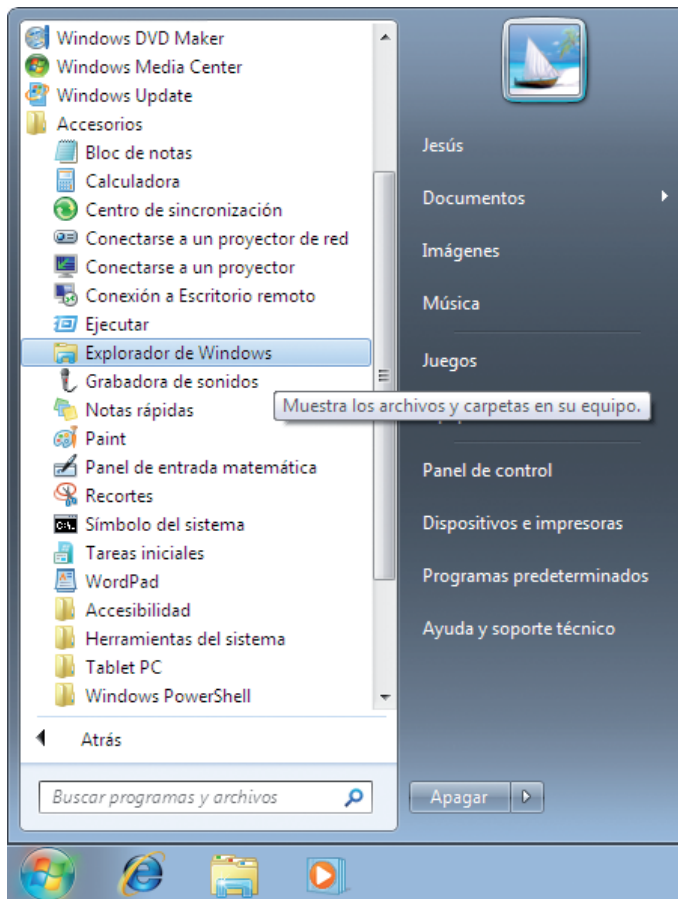 Windows DVD Maker
Windows Media Center
Windows Update
Accesorios
Bloc de notas
Calculadora
Centro de sincronización
Conectarse a un proyector de red
Conectarse a un proyector
Conexión a Escritorio remoto
Ejecutar
Explorador de Windows
Grabadora de sonidos
Notas rápidas
Paint
Panel de entrada matemática
Recortes
Símbolo del sistema
Tareas iniciales
WordPad
Accesibilidad
Herramientas del sistema
Tablet PC
Windows PowerShell
Atrás
Buscar programas y archivos
Jesús
Documentos
Imágenes
Música
Juegos
Muestra los archivos y carpetas en su equipo.
Panel de control
Dispositivos e impresoras
Programas predeterminados
Ayuda y soporte técnico
Apagar